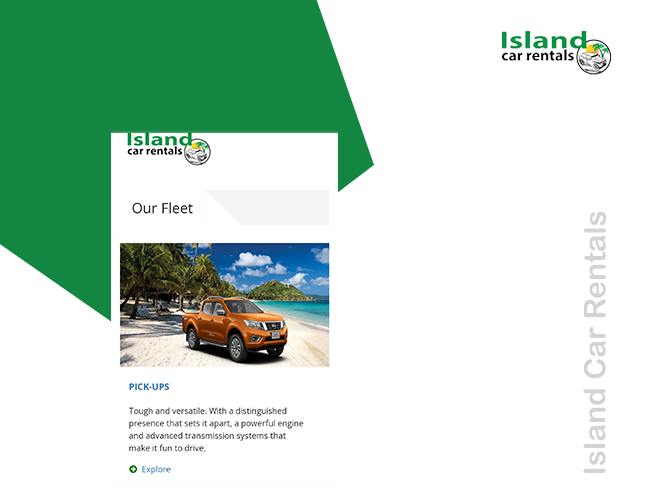 Island
car rentals
Island
car rentals
Our Fleet
PICK-UPS
Tough and versatile. With a distinguished
presence that sets it apart, a powerful engine
and advanced transmission systems that
make it fun to drive,
Explore
Island Car Rentals